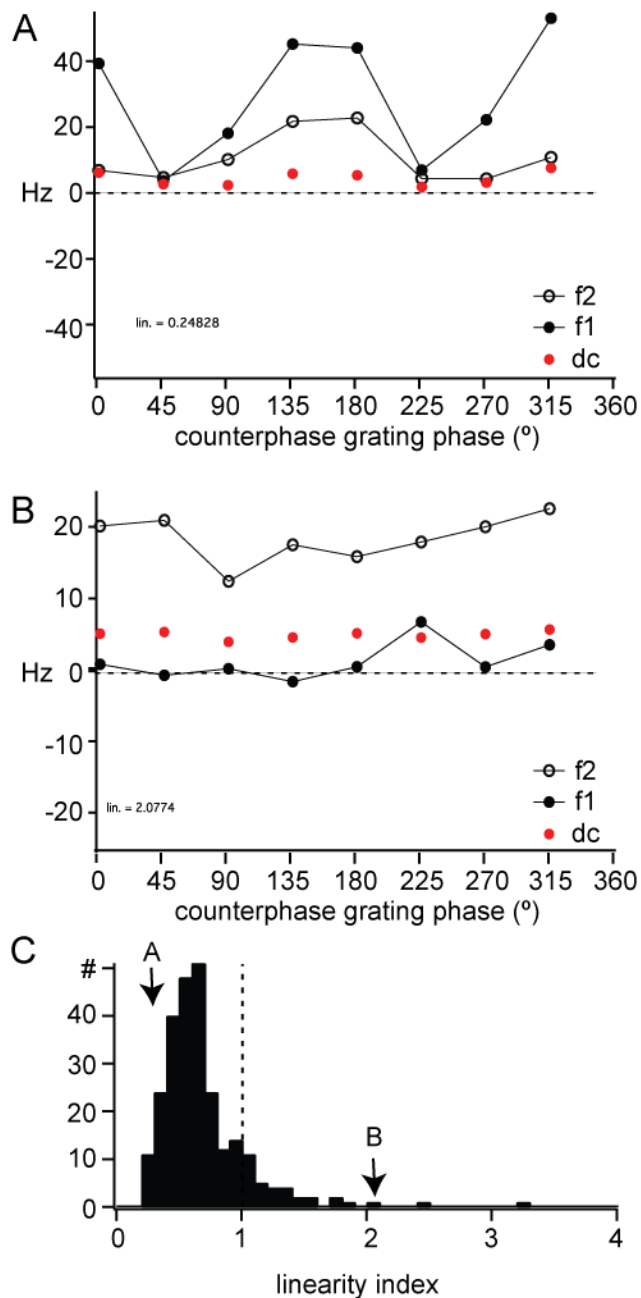 A
40
20
Hz 0
-20
-40
lin. = 0.24828
f2
f1
dc
0 45 90 135 180 225 270 315 360
counterphase grating phase (º)
B
20
10
Hz 0
-10
-20
lin. = 2.0774
f2
f1
dc
0 45 90 135 180 225 270 315 360
counterphase grating phase (º)
C
#
A
40
30
20
10
B
0
0 1 2 3 4
linearity index